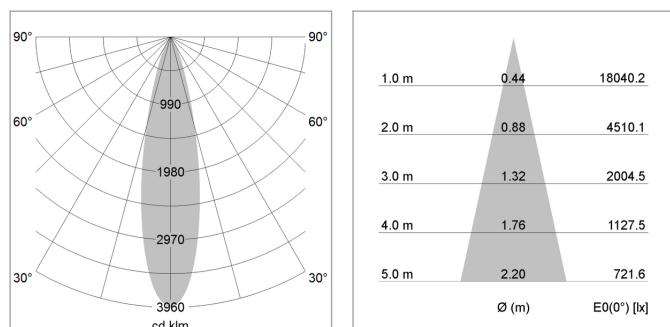 90° 90°
990
60° 60°
1980
2970
30° 30°
3960
cd klm
1.0 m 0.44 18040.2
2.0 m 0.88 4510.1
3.0 m 1.32 2004.5
4.0 m 1.76 1127.5
5.0 m 2.20 721.6
Ø (m) E0(0°) [lx]